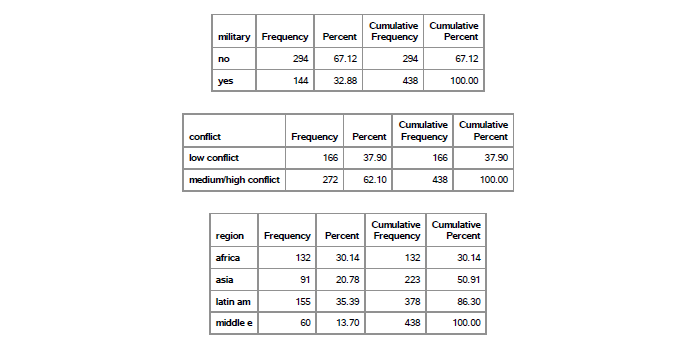 Cumulative Cumulative
military Frequency Percent Frequency Percent
no 294 67.12 294 67.12
yes 144 32.88 438 100.00
Cumulative Cumulative
conflict Frequency Percent Frequency Percent
low conflict 166 37.90 166 37.90
medium/high conflict 272 62.10 438 100.00
Cumulative Cumulative
region Frequency Percent Frequency Percent
africa 132 30.14 132 30.14
asia 91 20.78 223 50.91
latin am 155 35.39 378 86.30
middle e 60 13.70 438 100.00